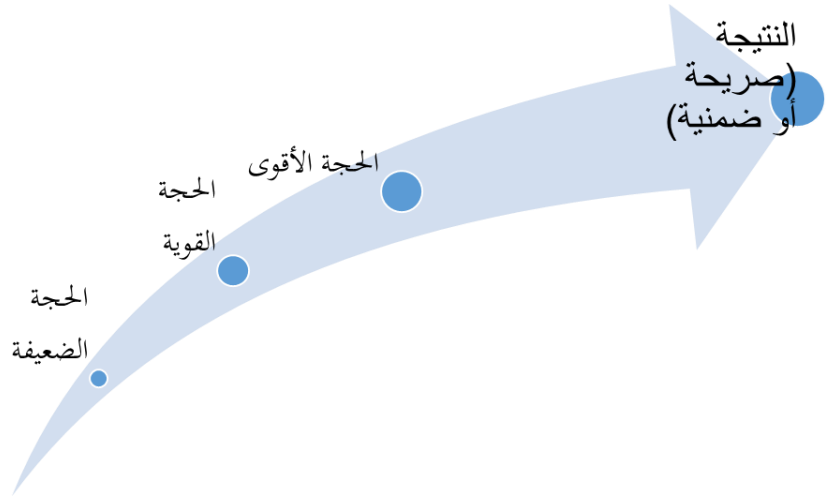 النتيجة
(صريحة
أو ضمنية)
الحجة الأقوى
الحجة
القوية
الحجة
الضعيفة